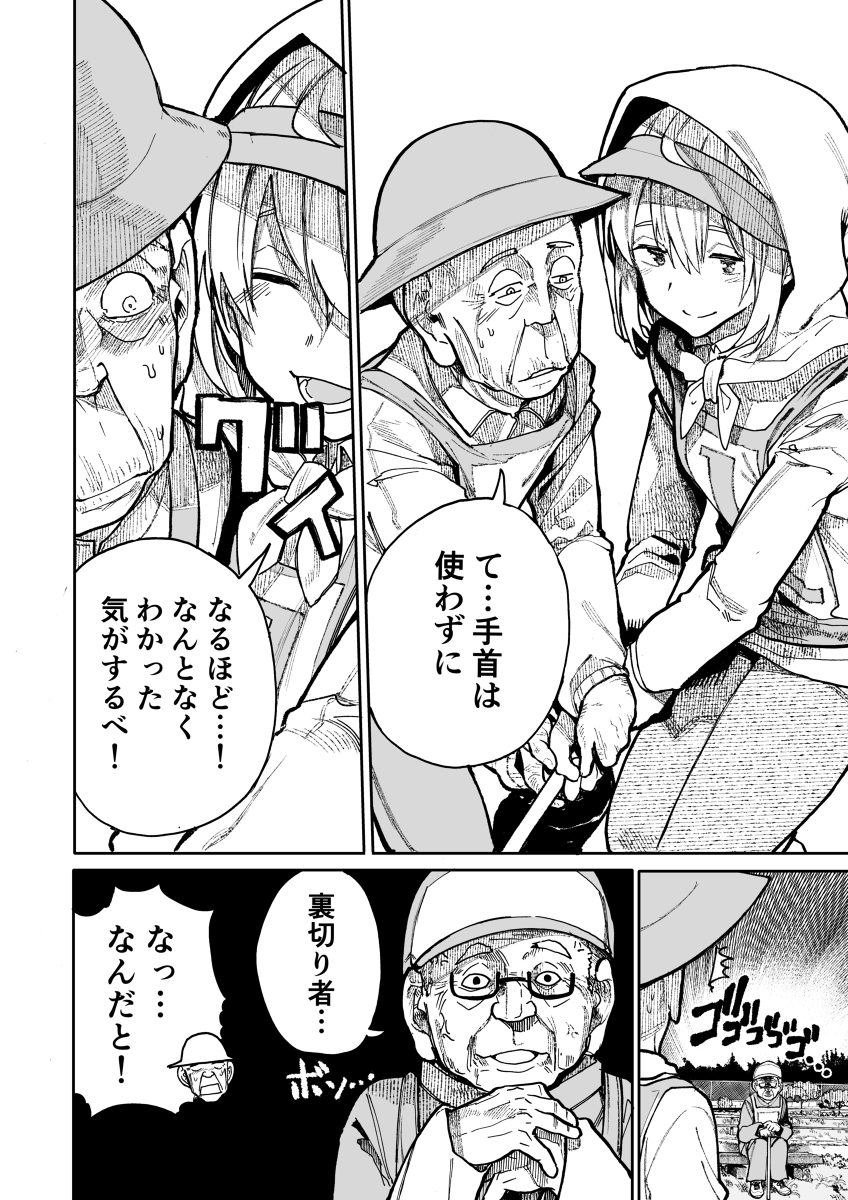 て…手首は
使わずに
グイ
なるほど…！
なんとなく
わかった
気がするべ！
ゴゴゴゴゴ…
裏切り者…
ボソ…
なっ…
なんだと！